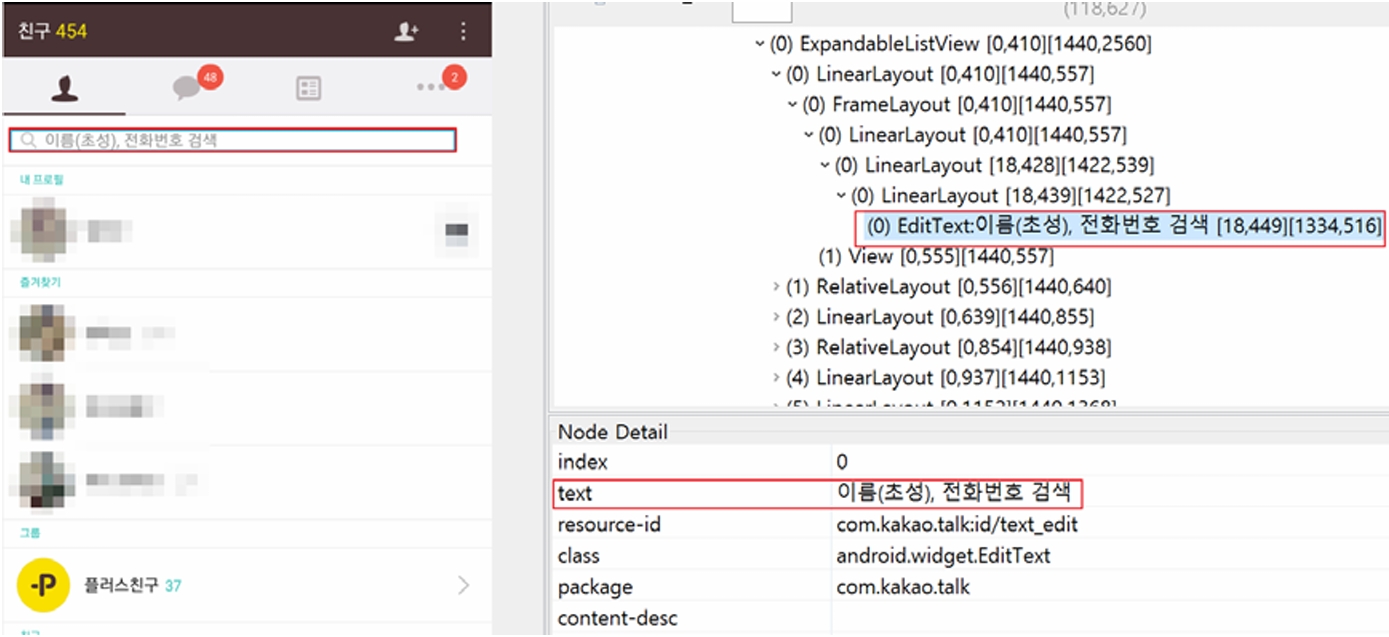 친구 454
48
2
이름(초성), 전화번호 검색
내 프로필
즐겨찾기
그룹
-P 플러스친구 37
(118,627)
(0) ExpandableListView [0,410][1440,2560]
(0) LinearLayout [0,410][1440,557]
(0) FrameLayout [0,410][1440,557]
(0) LinearLayout [0,410][1440,557]
(0) LinearLayout [18,428][1422,539]
(0) LinearLayout [18,439][1422,527]
(0) EditText:이름(초성), 전화번호 검색 [18,449][1334,516]
(1) View [0,555][1440,557]
(1) RelativeLayout [0,556][1440,640]
(2) LinearLayout [0,639][1440,855]
(3) RelativeLayout [0,854][1440,938]
(4) LinearLayout [0,937][1440,1153]
(5) LinearLayout [0,1152][1440,1368]
Node Detail
index 0
text 이름(초성), 전화번호 검색
resource-id com.kakao.talk:id/text_edit
class android.widget.EditText
package com.kakao.talk
content-desc